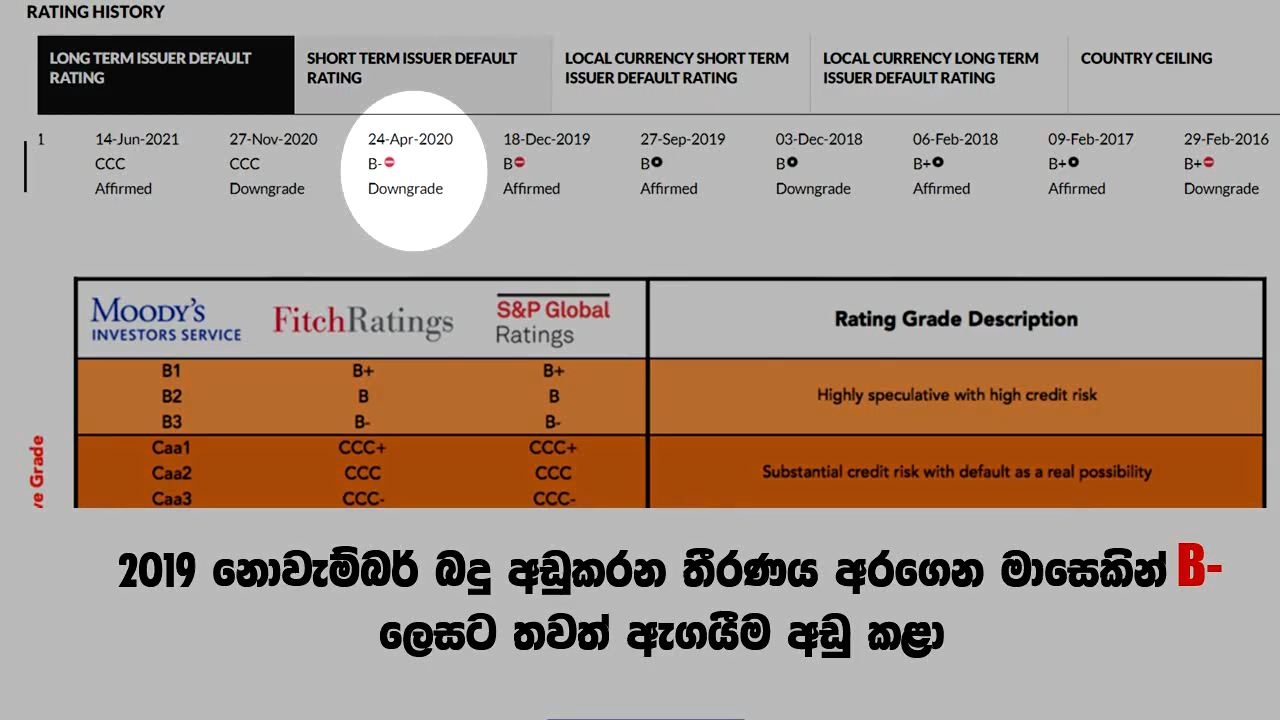 RATING HISTORY
LONG TERM ISSUER DEFAULT RATING
SHORT TERM ISSUER DEFAULT RATING
LOCAL CURRENCY SHORT TERM ISSUER DEFAULT RATING
LOCAL CURRENCY LONG TERM ISSUER DEFAULT RATING
COUNTRY CEILING
1 14-Jun-2021 27-Nov-2020 24-Apr-2020 18-Dec-2019 27-Sep-2019 03-Dec-2018 06-Feb-2018 09-Feb-2017 29-Feb-2016
CCC CCC B- B B B B+ B+ B+
Affirmed Downgrade Downgrade Affirmed Affirmed Downgrade Affirmed Affirmed Downgrade
MOODY'S INVESTORS SERVICE
FitchRatings
S&P Global Ratings
Rating Grade Description
B1 B+ B+
B2 B B
B3 B- B-
Highly speculative with high credit risk
Caa1 CCC+ CCC+
Caa2 CCC CCC
Caa3 CCC- CCC-
Substantial credit risk with default as a real possibility
ve Grade
2019 නොවැම්බර් බදු අඩුකරන තීරණය අරගෙන මාසෙකින් B-
ලෙසට තවත් ඇගයීම අඩු කළා